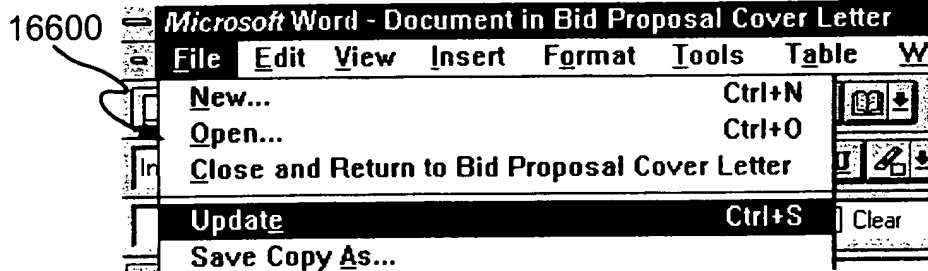 16600
Microsoft Word - Document in Bid Proposal Cover Letter
File Edit View Insert Format Tools Table W
New... Ctrl+N
Open... Ctrl+O
Close and Return to Bid Proposal Cover Letter
Update Ctrl+S
Clear
Save Copy As...